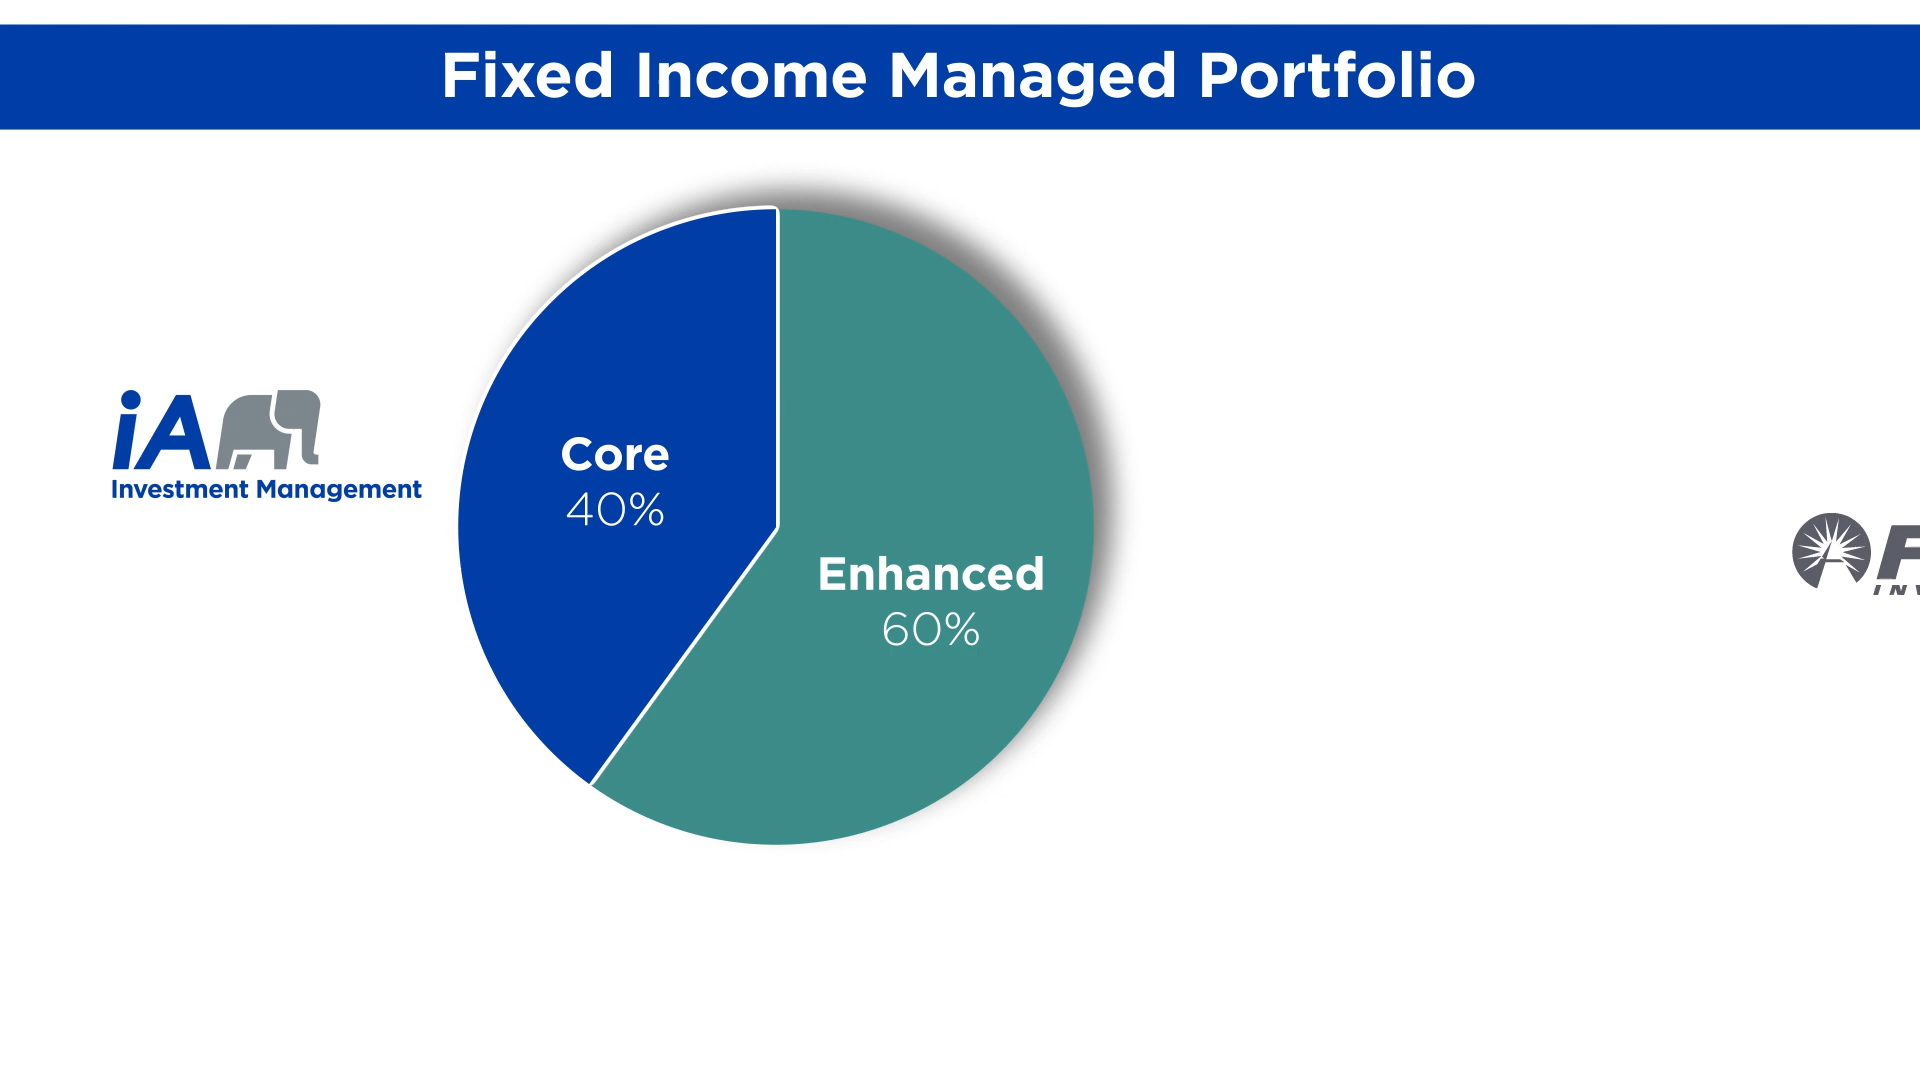 Fixed Income Managed Portfolio
iA
Investment Management
Core
40%
Enhanced
60%
F